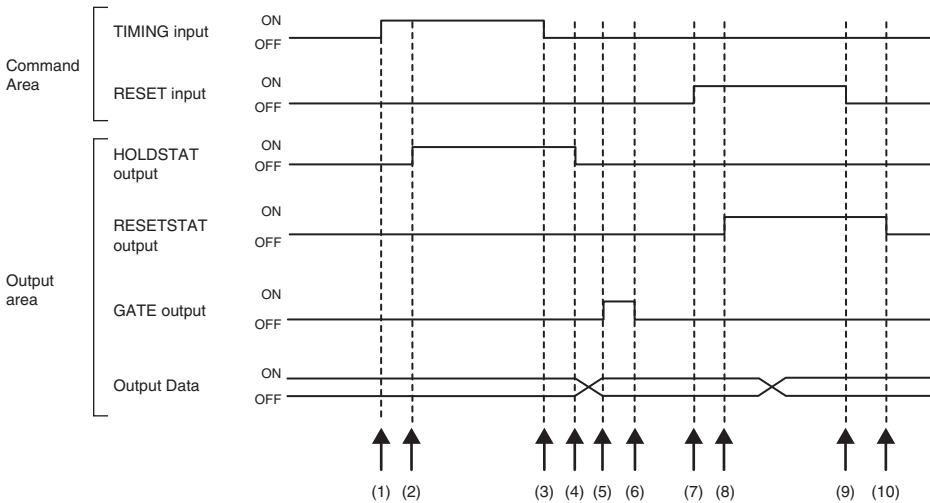 Command
Area
TIMING input
ON
OFF
RESET input
ON
OFF
Output
area
HOLDSTAT
output
ON
OFF
RESETSTAT
output
ON
OFF
GATE output
ON
OFF
Output Data
ON
OFF
(1) (2) (3) (4) (5) (6) (7) (8) (9) (10)